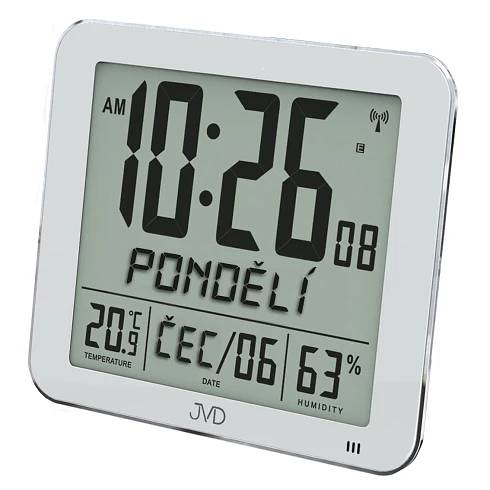 AM 10:26 08
E
PONDĚLÍ
20.9 °C ČEC/06 63 %
TEMPERATURE DATE HUMIDITY
JVD